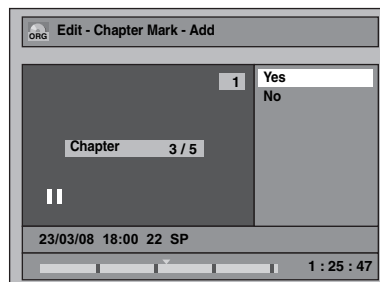 ORG Edit - Chapter Mark - Add
1
Yes
No
Chapter 3 / 5
23/03/08 18:00 22 SP
1 : 25 : 47